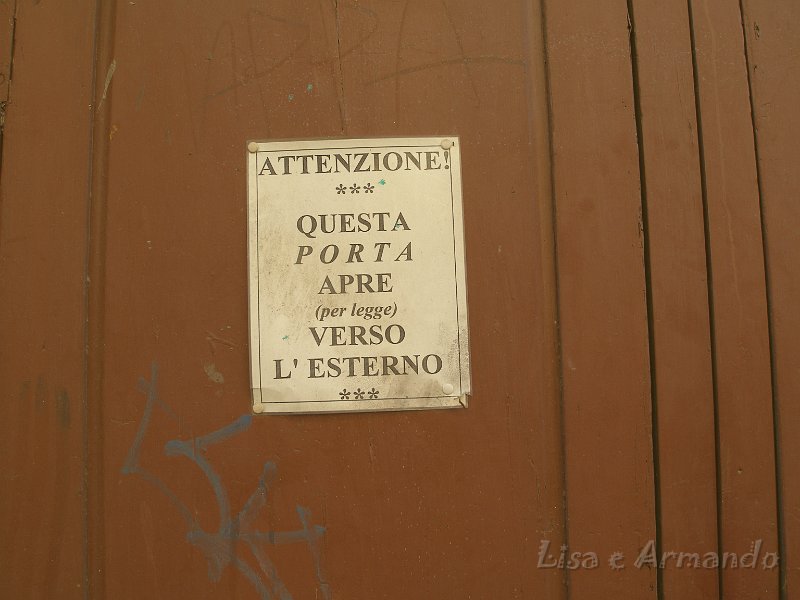 ATTENZIONE!
***
QUESTA
PORTA
APRE
(per legge)
VERSO
L' ESTERNO
***
Lisa e Armando